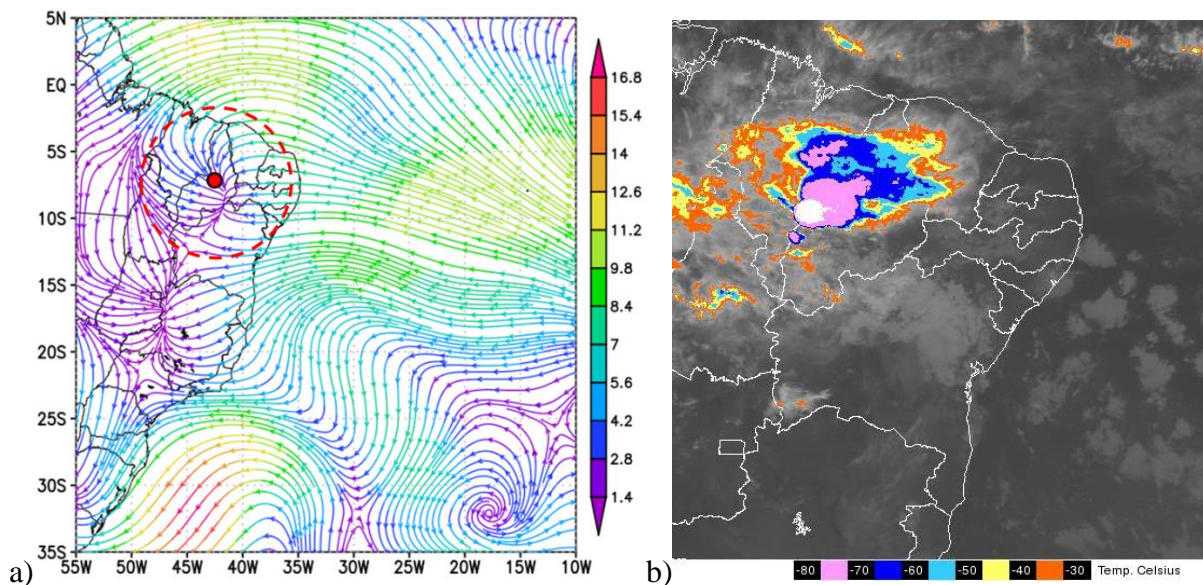 5N
EQ
5S
10S
15S
20S
25S
30S
35S
55W 50W 45W 40W 35W 30W 25W 20W 15W 10W
16.8
15.4
14
12.6
11.2
9.8
8.4
7
5.6
4.2
2.8
1.4
a)
-80 -70 -60 -50 -40 -30 Temp. Celsius
b)